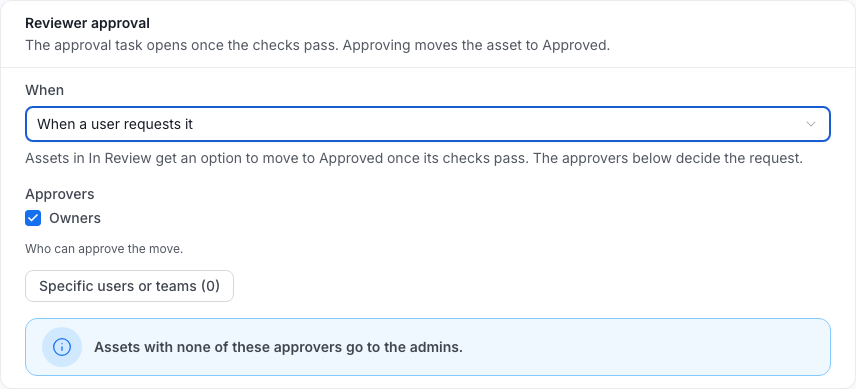 Reviewer approval
The approval task opens once the checks pass. Approving moves the asset to Approved.
When
When a user requests it
Assets in In Review get an option to move to Approved once its checks pass. The approvers below decide the request.
Approvers
Owners
Who can approve the move.
Specific users or teams (0)
Assets with none of these approvers go to the admins.